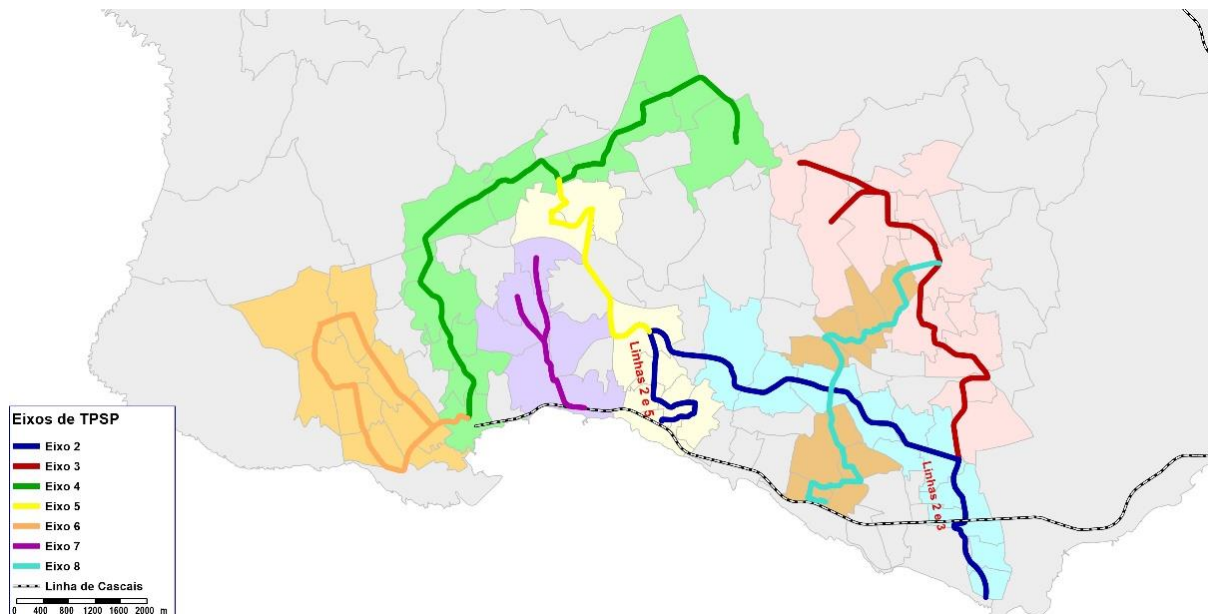 Linhas 2 e 5
Linhas 2 e 3
Eixos de TPSP
Eixo 2
Eixo 3
Eixo 4
Eixo 5
Eixo 6
Eixo 7
Eixo 8
Linha de Cascais
0 400 800 1200 1600 2000 m